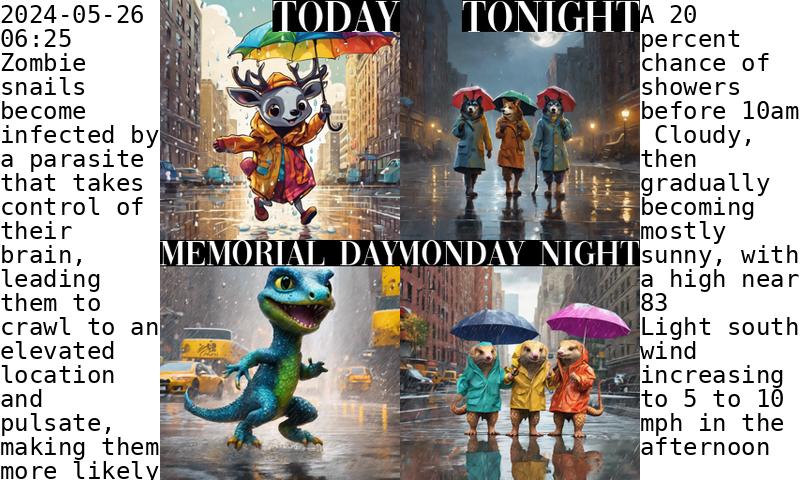 2024-05-26
06:25
Zombie
snails
become
infected by
a parasite
that takes
control of
their
brain,
leading
them to
crawl to an
elevated
location
and
pulsate,
making them
more likely
TODAY
TONIGHT
MEMORIAL DAY
MONDAY NIGHT
A 20
percent
chance of
showers
before 10am
Cloudy,
then
gradually
becoming
mostly
sunny, with
a high near
83
Light south
wind
increasing
to 5 to 10
mph in the
afternoon